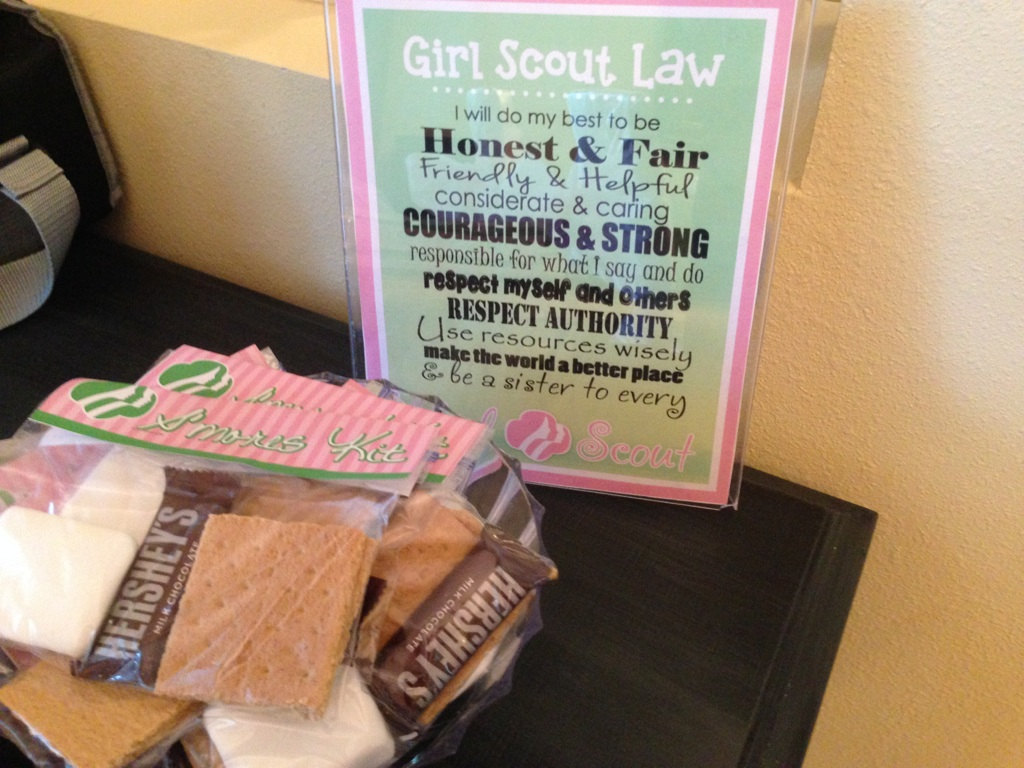 Girl Scout Law
I will do my best to be
Honest & Fair
Friendly & Helpful
considerate & caring
COURAGEOUS & STRONG
responsible for what I say and do
respect myself and others
RESPECT AUTHORITY
Use resources wisely
make the world a better place
& be a sister to every
Scout
S'mores Kit
HERSHEY'S
MILK CHOCOLATE
HERSHEY'S
MILK CHOCOLATE